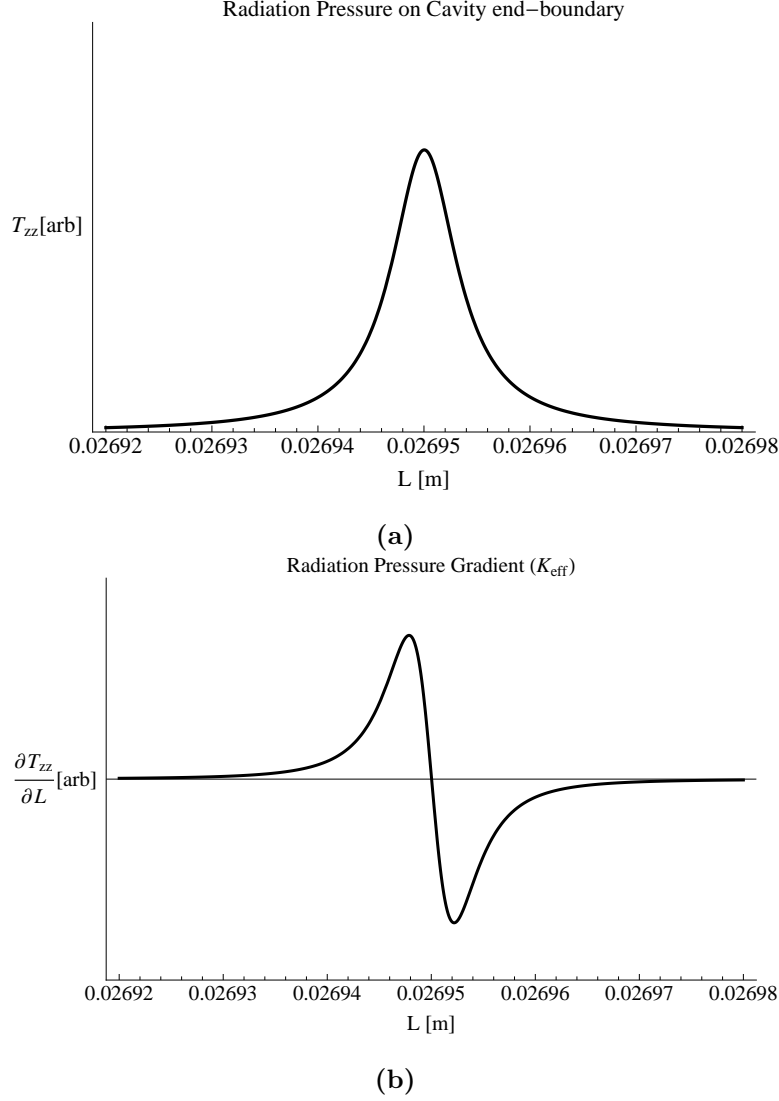 Radiation Pressure on Cavity end−boundary
T_zz[arb]
0.02692 0.02693 0.02694 0.02695 0.02696 0.02697 0.02698
L [m]
(a)
Radiation Pressure Gradient (K_eff)
∂T_zz
∂L
[arb]
0.02692 0.02693 0.02694 0.02695 0.02696 0.02697 0.02698
L [m]
(b)